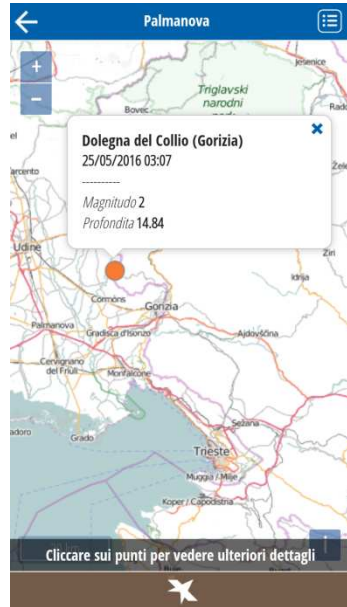 Palmanova
+
Jesenice
Triglavski
narodni
Bovec
−
Dolegna del Collio (Gorizia)
25/05/2016 03:07
----------
Magnitudo 2
Profondita 14.84
Udine
Žiri
Idrija
Cormòns
Gorizia
Palmanova
Gradisca d'Isonzo
Ajdovščina
Cervignano
del Friuli
Monfalcone
Sežana
Grado
Trieste
Muggia / Milje
Koper / Capodistria
i
Cliccare sui punti per vedere ulteriori dettagli